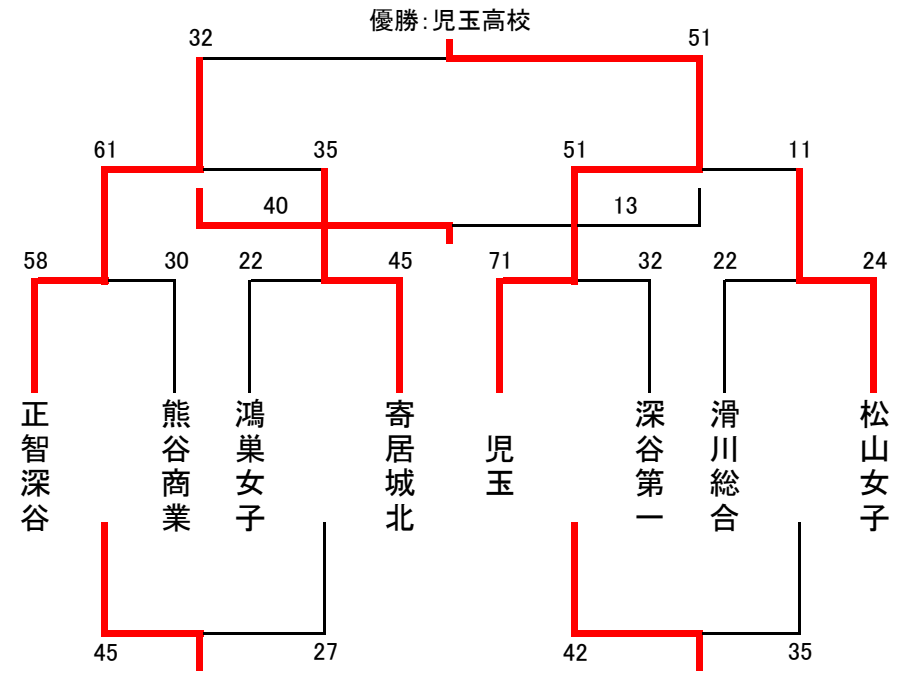 優勝：児玉高校
32 51
61 35 51 11
40 13
58 30 22 45 71 32 22 24
正智深谷
熊谷商業
鴻巣女子
寄居城北
児玉
深谷第一
滑川総合
松山女子
45 27 42 35